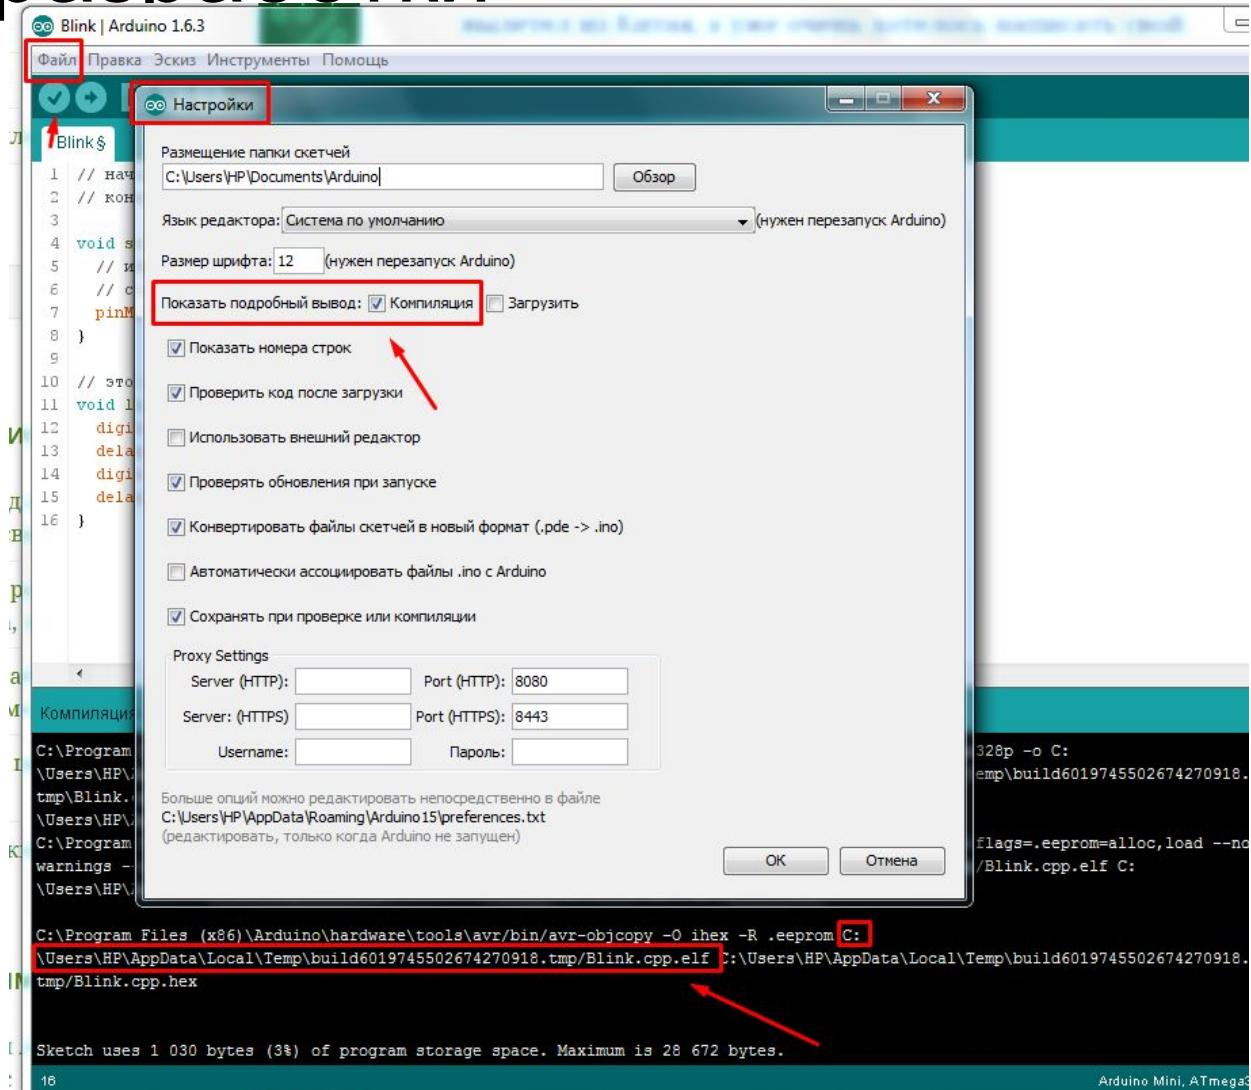 Blink | Arduino 1.6.3
Файл Правка Эскиз Инструменты Помощь
Настройки
Blink §
Размещение папки скетчей
C:\Users\HP\Documents\Arduino
Обзор
Язык редактора: Система по умолчанию (нужен перезапуск Arduino)
Размер шрифта: 12 (нужен перезапуск Arduino)
Показать подробный вывод: Компиляция Загрузить
Показать номера строк
Проверить код после загрузки
Использовать внешний редактор
Проверять обновления при запуске
Конвертировать файлы скетчей в новый формат (.pde -> .ino)
Автоматически ассоциировать файлы .ino с Arduino
Сохранять при проверке или компиляции
Proxy Settings
Server (HTTP): Port (HTTP): 8080
Server: (HTTPS) Port (HTTPS): 8443
Username: Пароль:
Больше опций можно редактировать непосредственно в файле
C:\Users\HP\AppData\Roaming\Arduino15\preferences.txt
(редактировать, только когда Arduino не запущен)
OK Отмена
1 // нач
2 // кон
3
4 void s
5 // и
6 // с
7 pinM
8 }
9
10 // это
11 void l
12 digi
13 dela
14 digi
15 dela
16 }
Компиляция
C:\Program 328p -o C:
\Users\HP\ emp\build6019745502674270918.
tmp\Blink.
\Users\HP\
C:\Program flags=.eeprom=alloc,load --no
warnings - /Blink.cpp.elf C:
\Users\HP\
C:\Program Files (x86)\Arduino\hardware\tools\avr/bin/avr-objcopy -O ihex -R .eeprom C:
\Users\HP\AppData\Local\Temp\build6019745502674270918.tmp/Blink.cpp.elf C:\Users\HP\AppData\Local\Temp\build6019745502674270918.
tmp/Blink.cpp.hex
Sketch uses 1 030 bytes (3%) of program storage space. Maximum is 28 672 bytes.
16 Arduino Mini, ATmega3